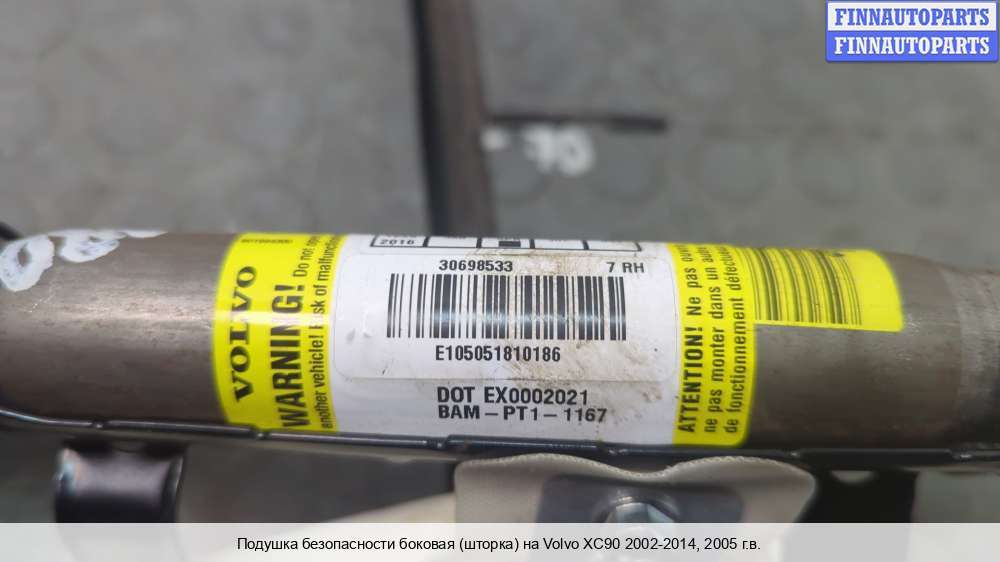 FINNAUTOPARTS
FINNAUTOPARTS
70
2016
30698533 7 RH
E105051810186
DOT EX0002021
BAM-PT1-1167
VOLVO
WARNING! Do not
another vehicle! Risk of malfunction
ATTENTION! Ne pas
ne pas monter dans un autre
de fonctionnement
Подушка безопасности боковая (шторка) на Volvo XC90 2002-2014, 2005 г.в.